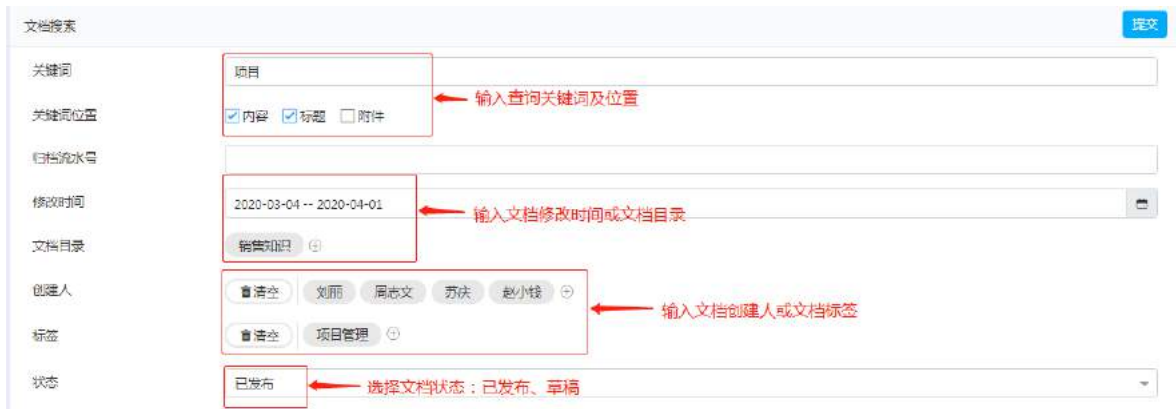 文档搜索 提交
关键词 项目
输入查询关键词及位置
关键词位置 内容 标题 附件
归档流水号
修改时间 2020-03-04 -- 2020-04-01
输入文档修改时间或文档目录
文档目录 销售知识
创建人 清空 刘丽 周志文 苏庆 赵小钱
输入文档创建人或文档标签
标签 清空 项目管理
状态 已发布 选择文档状态：已发布、草稿